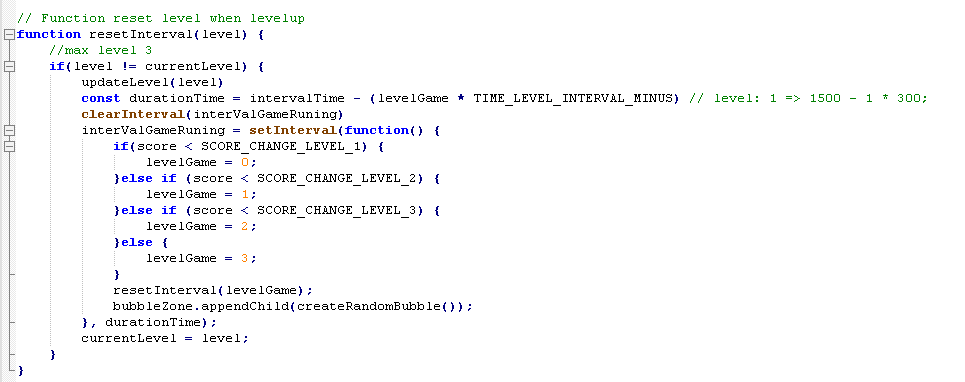 // Function reset level when levelup
function resetInterval(level) {
    //max level 3
    if(level != currentLevel) {
        updateLevel(level)
        const durationTime = intervalTime - (levelGame * TIME_LEVEL_INTERVAL_MINUS) // level: 1 => 1500 - 1 * 300;
        clearInterval(interValGameRuning)
        interValGameRuning = setInterval(function() {
            if(score < SCORE_CHANGE_LEVEL_1) {
                levelGame = 0;
            }else if (score < SCORE_CHANGE_LEVEL_2) {
                levelGame = 1;
            }else if (score < SCORE_CHANGE_LEVEL_3) {
                levelGame = 2;
            }else {
                levelGame = 3;
            }
            resetInterval(levelGame);
            bubbleZone.appendChild(createRandomBubble());
        }, durationTime);
        currentLevel = level;
    }
}